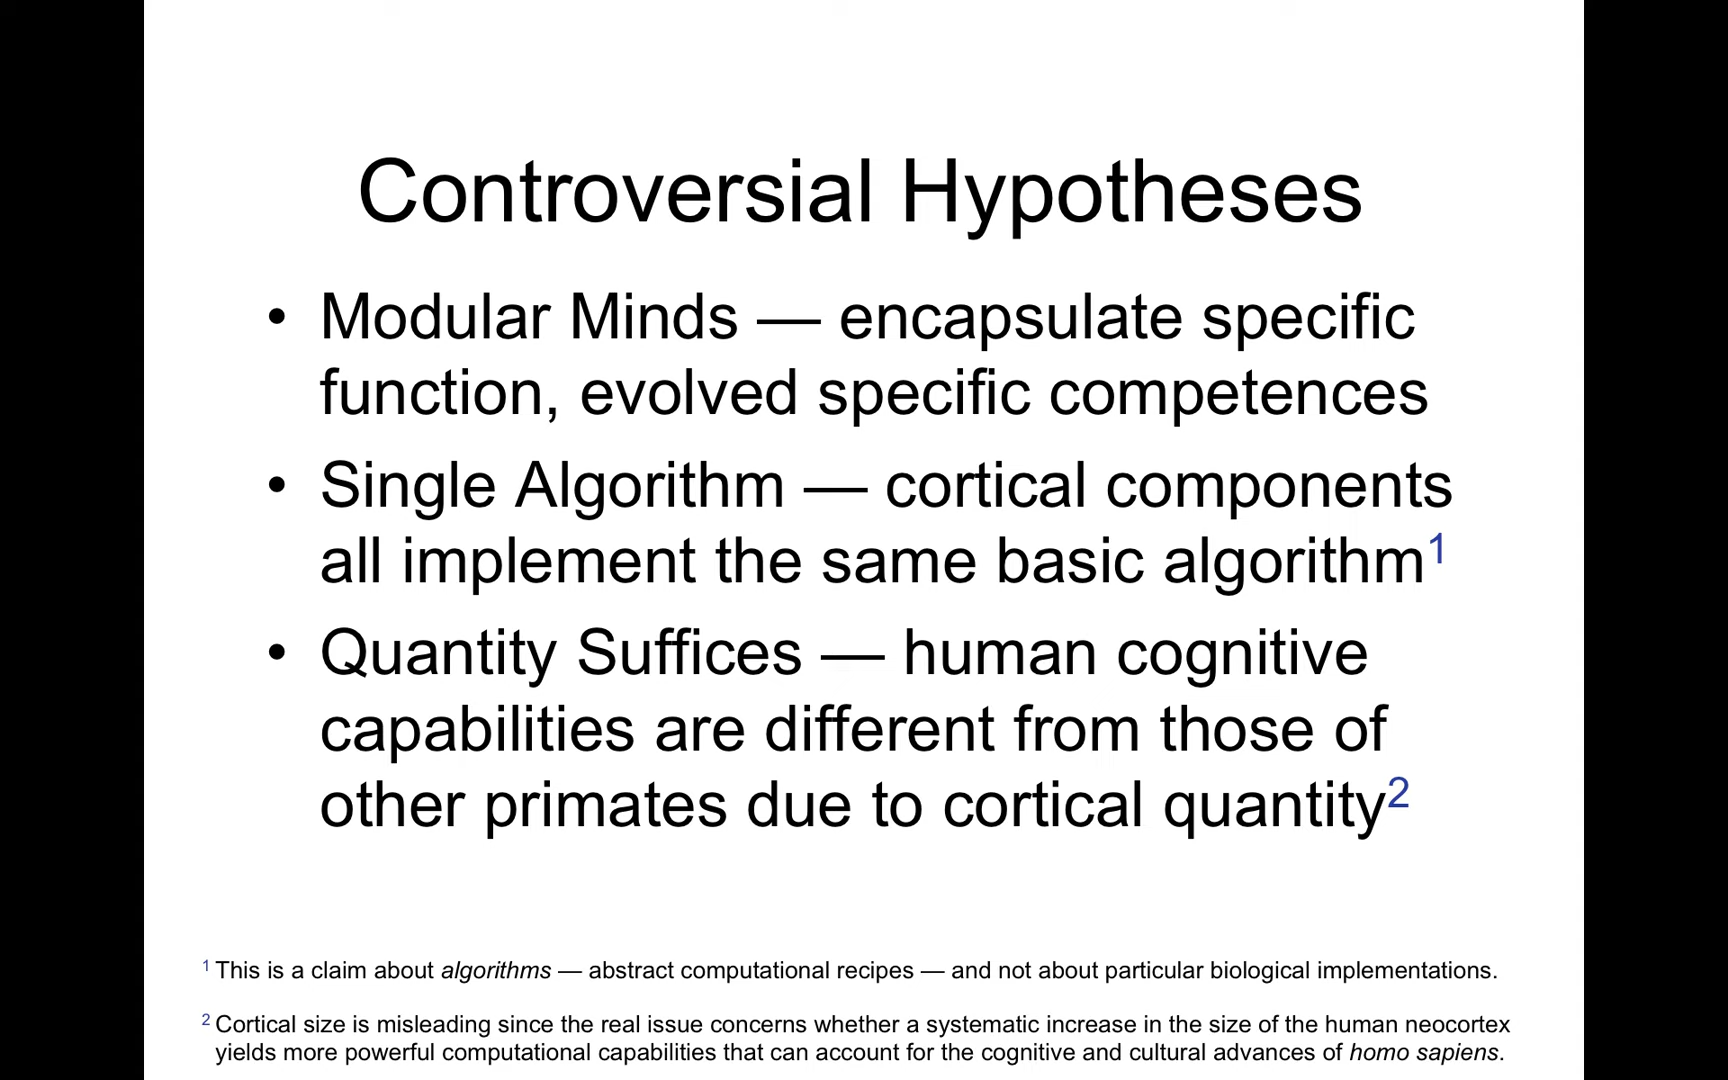 Controversial Hypotheses
• Modular Minds — encapsulate specific
function, evolved specific competences
• Single Algorithm — cortical components
all implement the same basic algorithm1
• Quantity Suffices — human cognitive
capabilities are different from those of
other primates due to cortical quantity2
1 This is a claim about algorithms — abstract computational recipes — and not about particular biological implementations.
2 Cortical size is misleading since the real issue concerns whether a systematic increase in the size of the human neocortex
yields more powerful computational capabilities that can account for the cognitive and cultural advances of homo sapiens.